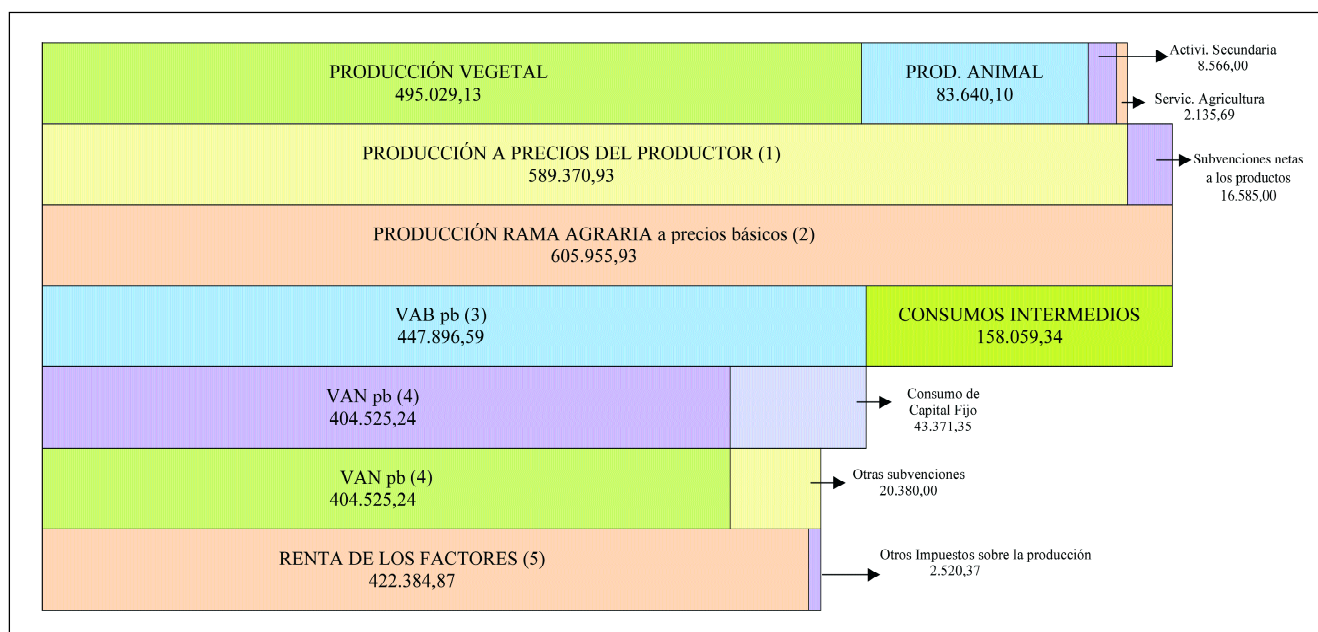 PRODUCCIÓN VEGETAL
495.029,13
PROD. ANIMAL
83.640,10
Activi. Secundaria
8.566,00
Servic. Agricultura
2.135,69
PRODUCCIÓN A PRECIOS DEL PRODUCTOR (1)
589.370,93
Subvenciones netas
a los productos
16.585,00
PRODUCCIÓN RAMA AGRARIA a precios básicos (2)
605.955,93
VAB pb (3)
447.896,59
CONSUMOS INTERMEDIOS
158.059,34
VAN pb (4)
404.525,24
Consumo de
Capital Fijo
43.371,35
VAN pb (4)
404.525,24
Otras subvenciones
20.380,00
RENTA DE LOS FACTORES (5)
422.384,87
Otros Impuestos sobre la producción
2.520,37